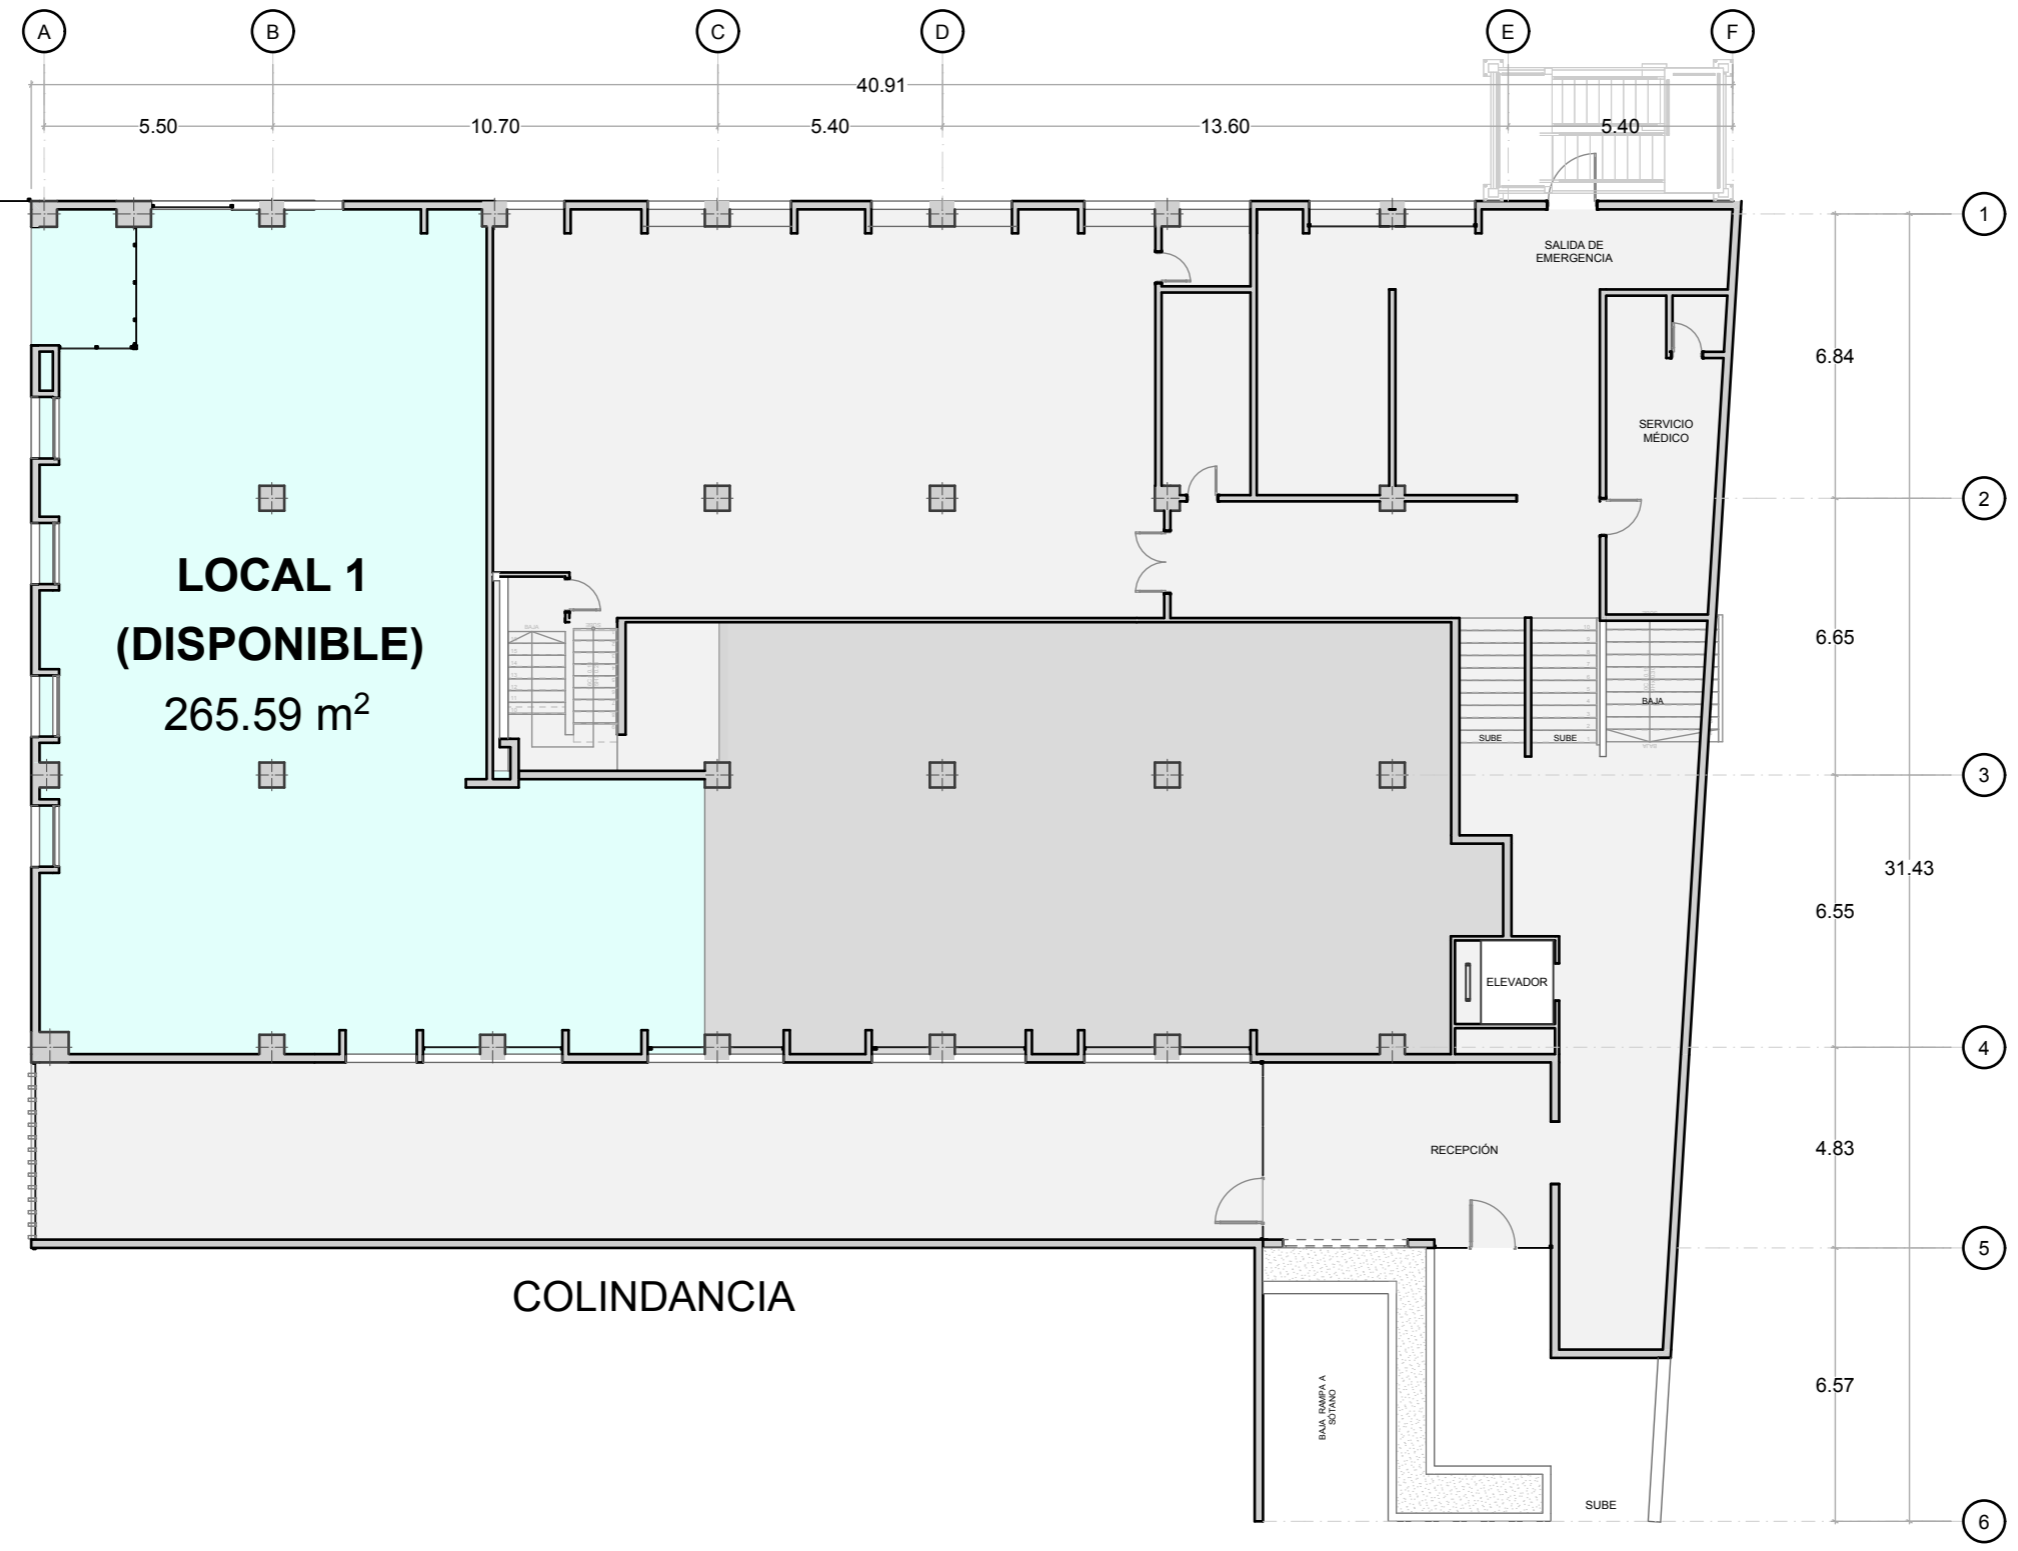 A
B
C
D
E
F
40.91
5.50
10.70
5.40
13.60
5.40
1
SALIDA DE
EMERGENCIA
6.84
SERVICIO
MÉDICO
2
LOCAL 1
(DISPONIBLE)
265.59 m²
BAJA
6.65
BAJA
SUBE
SUBE
3
31.43
6.55
ELEVADOR
4
RECEPCIÓN
4.83
5
COLINDANCIA
6.57
BAJA RAMPA A
SÓTANO
SUBE
6